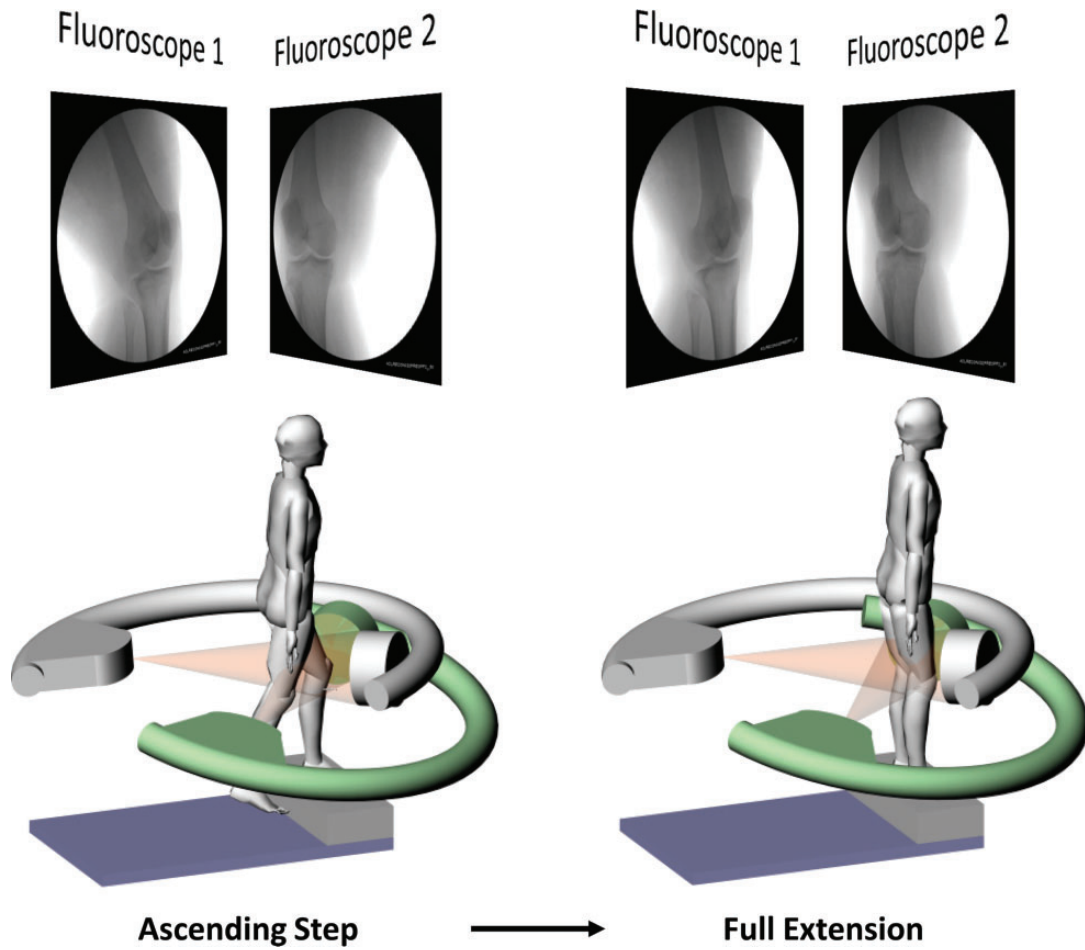 Fluoroscope 1
Fluoroscope 2
Fluoroscope 1
Fluoroscope 2
Ascending Step
Full Extension